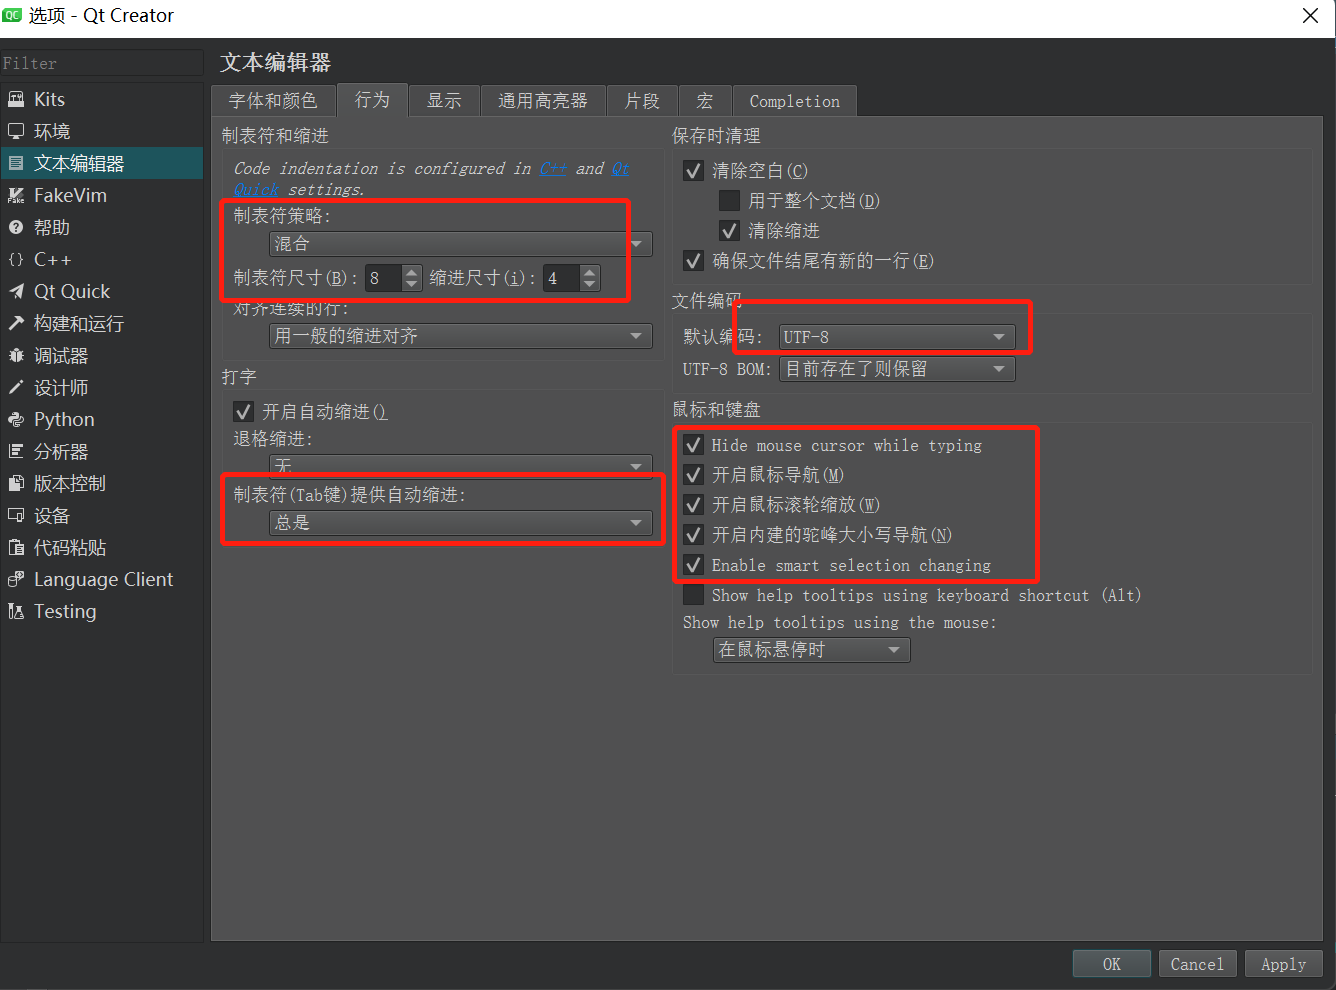 选项 - Qt Creator
Filter
Kits
环境
文本编辑器
FakeVim
帮助
C++
Qt Quick
构建和运行
调试器
设计师
Python
分析器
版本控制
设备
代码粘贴
Language Client
Testing
文本编辑器
字体和颜色 行为 显示 通用高亮器 片段 宏 Completion
制表符和缩进
Code indentation is configured in C++ and Qt
Quick settings.
制表符策略:
混合
制表符尺寸(B): 8 缩进尺寸(i): 4
对齐连续的行:
用一般的缩进对齐
打字
开启自动缩进()
退格缩进:
无
制表符(Tab键)提供自动缩进:
总是
保存时清理
清除空白(C)
用于整个文档(D)
清除缩进
确保文件结尾有新的一行(E)
文件编码
默认编码: UTF-8
UTF-8 BOM: 目前存在了则保留
鼠标和键盘
Hide mouse cursor while typing
开启鼠标导航(M)
开启鼠标滚轮缩放(W)
开启内建的驼峰大小写导航(N)
Enable smart selection changing
Show help tooltips using keyboard shortcut (Alt)
Show help tooltips using the mouse:
在鼠标悬停时
OK Cancel Apply